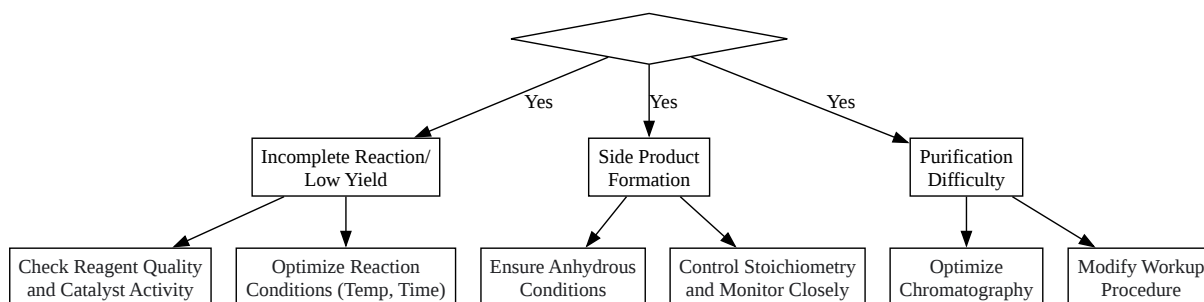 Yes
Yes
Yes
Incomplete Reaction/
Low Yield
Side Product
Formation
Purification
Difficulty
Check Reagent Quality
and Catalyst Activity
Optimize Reaction
Conditions (Temp, Time)
Ensure Anhydrous
Conditions
Control Stoichiometry
and Monitor Closely
Optimize
Chromatography
Modify Workup
Procedure